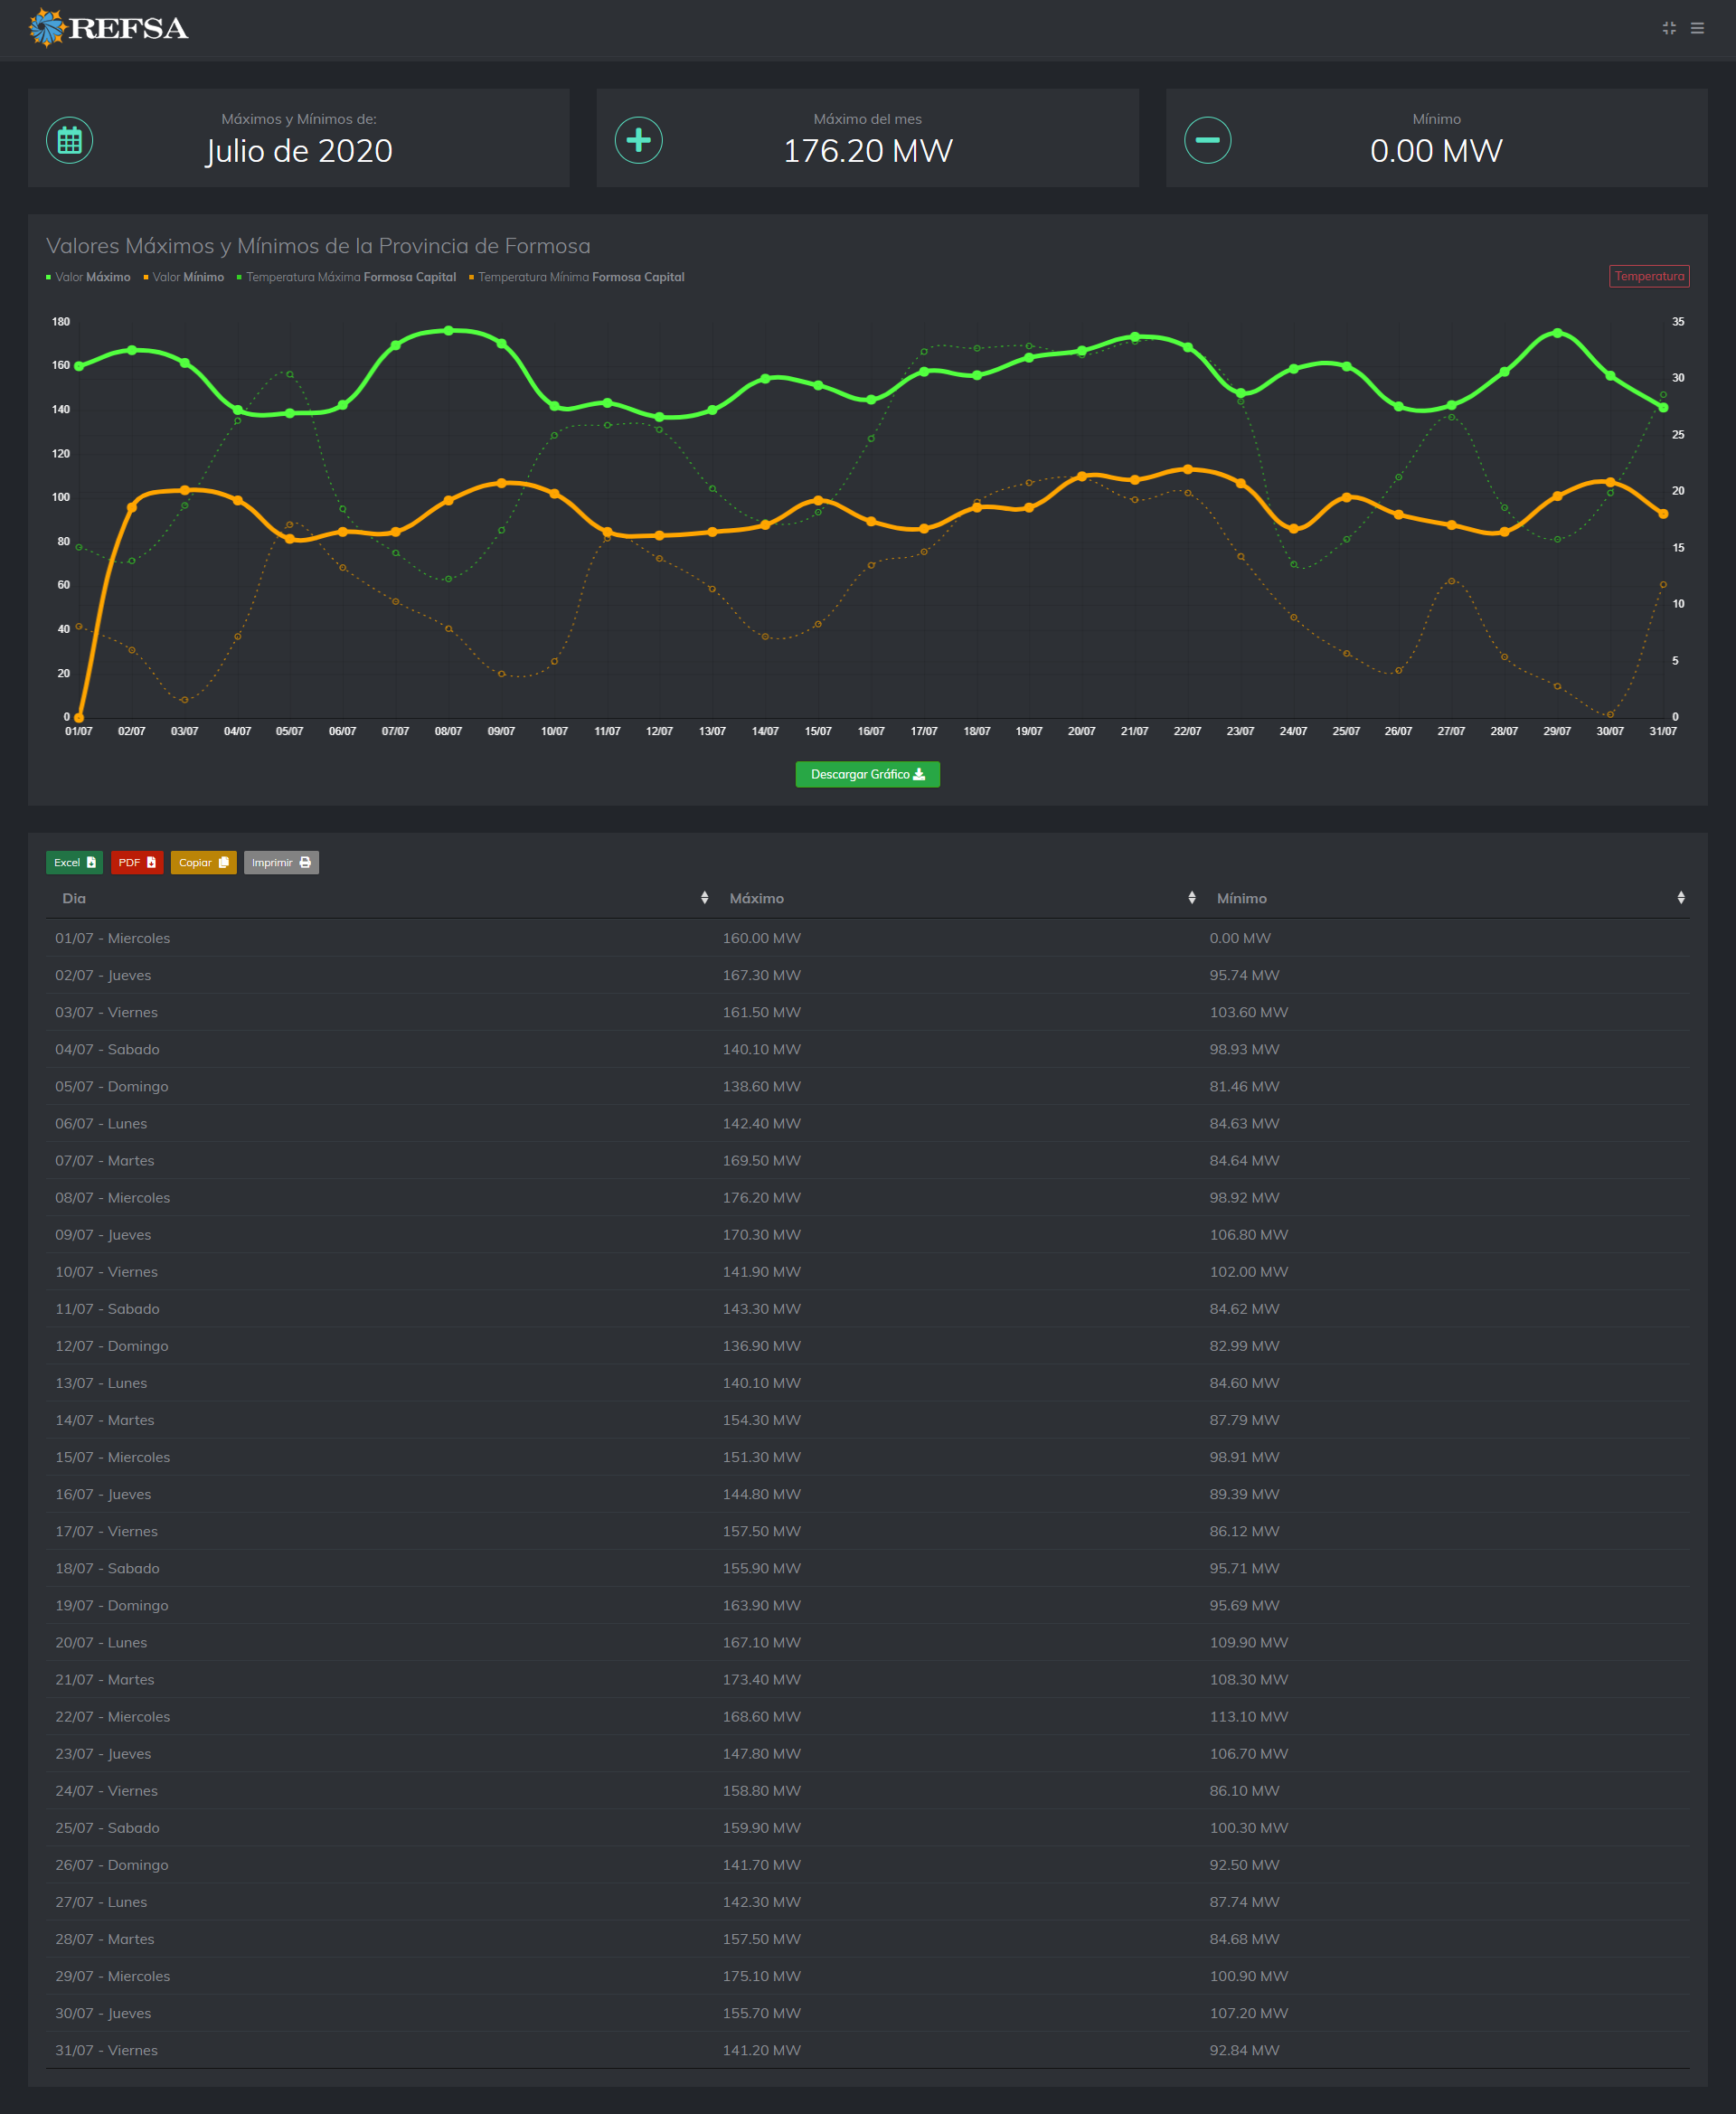 REFSA
Máximos y Mínimos de:
Julio de 2020
Máximo del mes
176.20 MW
Mínimo
0.00 MW
Valores Máximos y Mínimos de la Provincia de Formosa
Valor Máximo Valor Mínimo Temperatura Máxima Formosa Capital Temperatura Mínima Formosa Capital
Temperatura
180 35
160
30
140
25
120
100 20
80
15
60
10
40
5
20
0 0
01/07 02/07 03/07 04/07 05/07 06/07 07/07 08/07 09/07 10/07 11/07 12/07 13/07 14/07 15/07 16/07 17/07 18/07 19/07 20/07 21/07 22/07 23/07 24/07 25/07 26/07 27/07 28/07 29/07 30/07 31/07
Descargar Gráfico
Excel PDF Copiar Imprimir
Dia Máximo Mínimo
01/07 - Miercoles 160.00 MW 0.00 MW
02/07 - Jueves 167.30 MW 95.74 MW
03/07 - Viernes 161.50 MW 103.60 MW
04/07 - Sabado 140.10 MW 98.93 MW
05/07 - Domingo 138.60 MW 81.46 MW
06/07 - Lunes 142.40 MW 84.63 MW
07/07 - Martes 169.50 MW 84.64 MW
08/07 - Miercoles 176.20 MW 98.92 MW
09/07 - Jueves 170.30 MW 106.80 MW
10/07 - Viernes 141.90 MW 102.00 MW
11/07 - Sabado 143.30 MW 84.62 MW
12/07 - Domingo 136.90 MW 82.99 MW
13/07 - Lunes 140.10 MW 84.60 MW
14/07 - Martes 154.30 MW 87.79 MW
15/07 - Miercoles 151.30 MW 98.91 MW
16/07 - Jueves 144.80 MW 89.39 MW
17/07 - Viernes 157.50 MW 86.12 MW
18/07 - Sabado 155.90 MW 95.71 MW
19/07 - Domingo 163.90 MW 95.69 MW
20/07 - Lunes 167.10 MW 109.90 MW
21/07 - Martes 173.40 MW 108.30 MW
22/07 - Miercoles 168.60 MW 113.10 MW
23/07 - Jueves 147.80 MW 106.70 MW
24/07 - Viernes 158.80 MW 86.10 MW
25/07 - Sabado 159.90 MW 100.30 MW
26/07 - Domingo 141.70 MW 92.50 MW
27/07 - Lunes 142.30 MW 87.74 MW
28/07 - Martes 157.50 MW 84.68 MW
29/07 - Miercoles 175.10 MW 100.90 MW
30/07 - Jueves 155.70 MW 107.20 MW
31/07 - Viernes 141.20 MW 92.84 MW